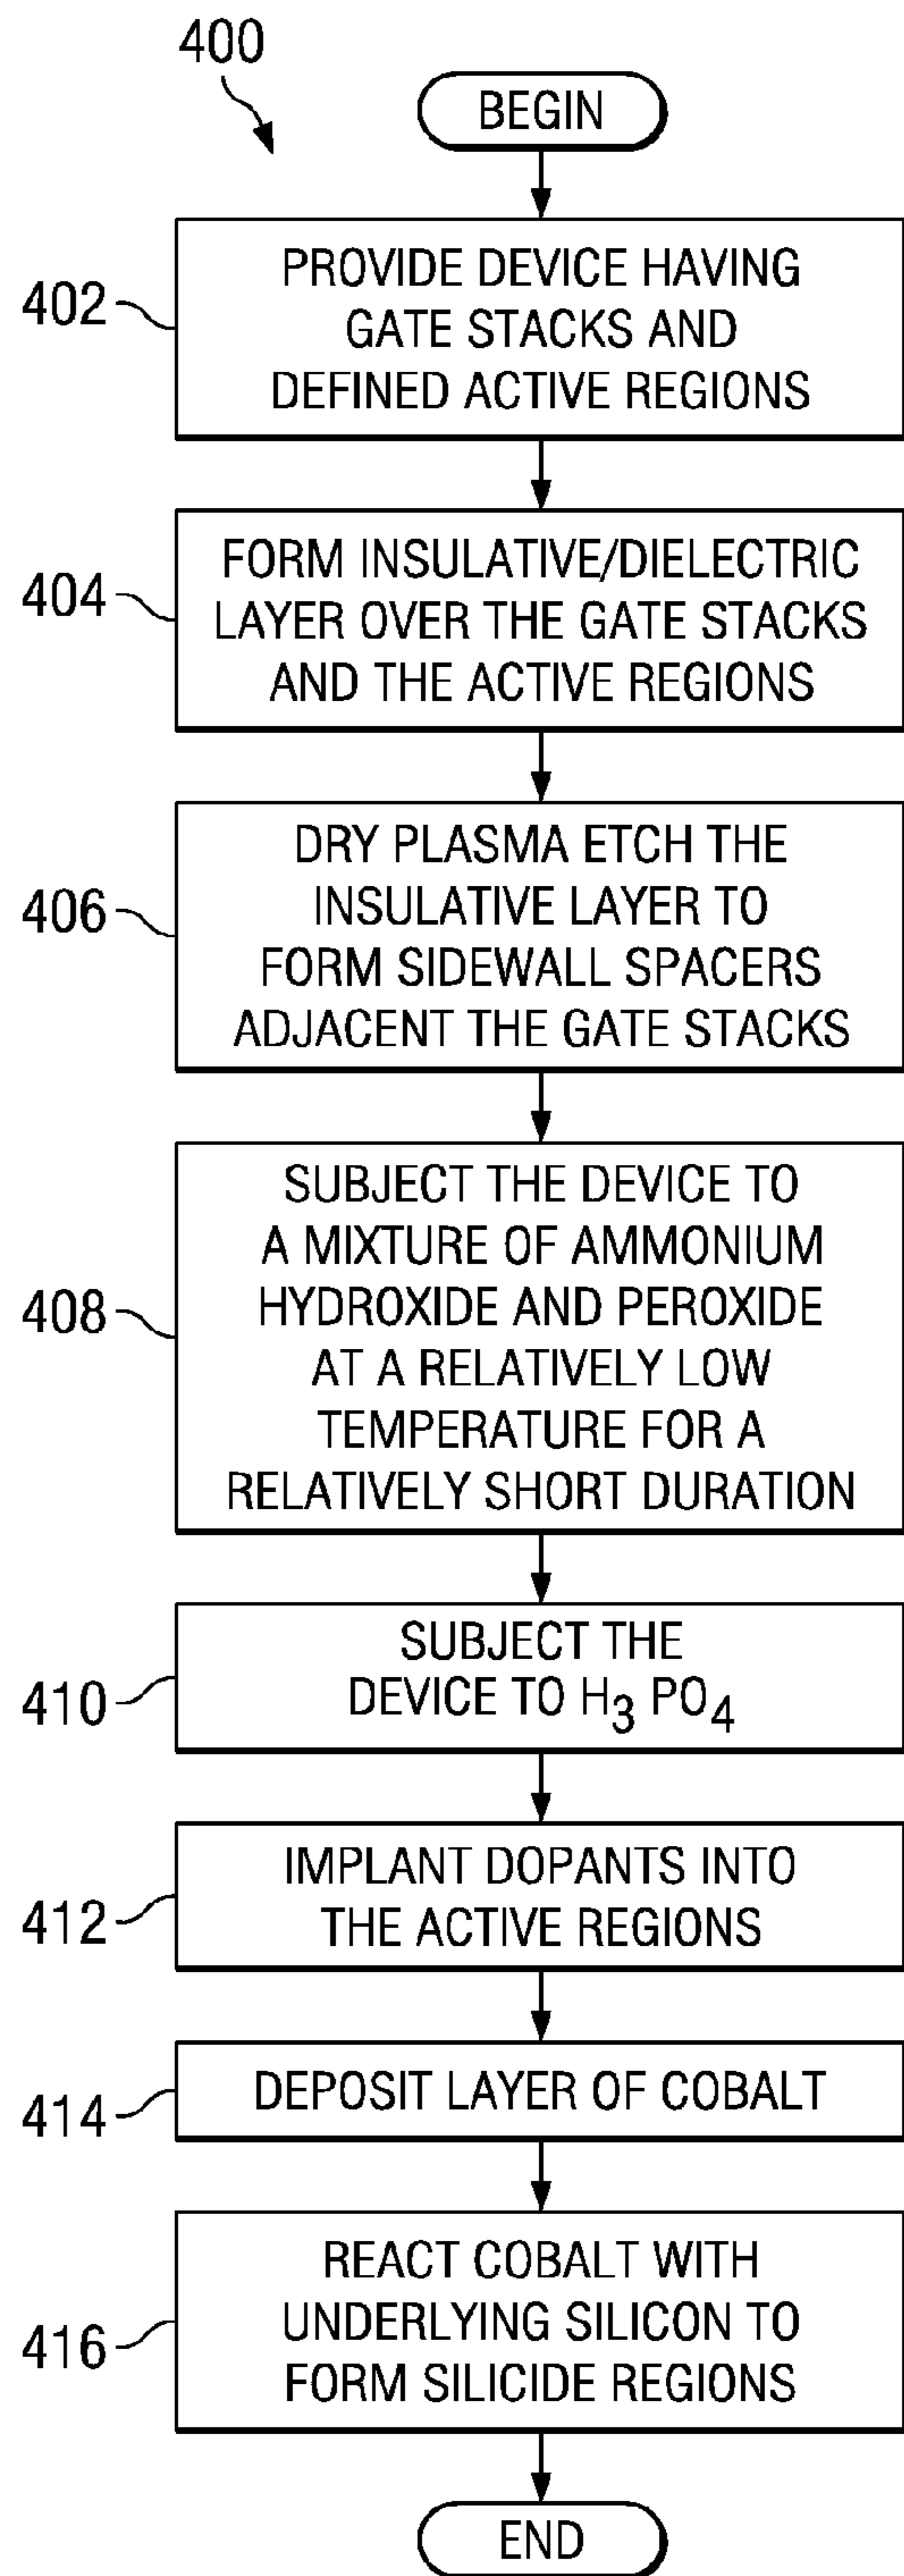 400
BEGIN
402
PROVIDE DEVICE HAVING
GATE STACKS AND
DEFINED ACTIVE REGIONS
404
FORM INSULATIVE/DIELECTRIC
LAYER OVER THE GATE STACKS
AND THE ACTIVE REGIONS
406
DRY PLASMA ETCH THE
INSULATIVE LAYER TO
FORM SIDEWALL SPACERS
ADJACENT THE GATE STACKS
408
SUBJECT THE DEVICE TO
A MIXTURE OF AMMONIUM
HYDROXIDE AND PEROXIDE
AT A RELATIVELY LOW
TEMPERATURE FOR A
RELATIVELY SHORT DURATION
410
SUBJECT THE
DEVICE TO H₃ PO₄
412
IMPLANT DOPANTS INTO
THE ACTIVE REGIONS
414
DEPOSIT LAYER OF COBALT
416
REACT COBALT WITH
UNDERLYING SILICON TO
FORM SILICIDE REGIONS
END